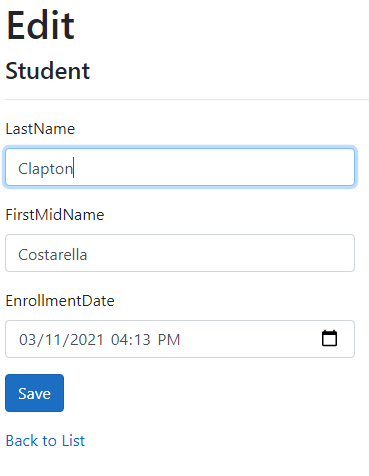 Edit
Student
LastName
Clapton
FirstMidName
Costarella
EnrollmentDate
03/11/2021 04:13 PM
Save
Back to List